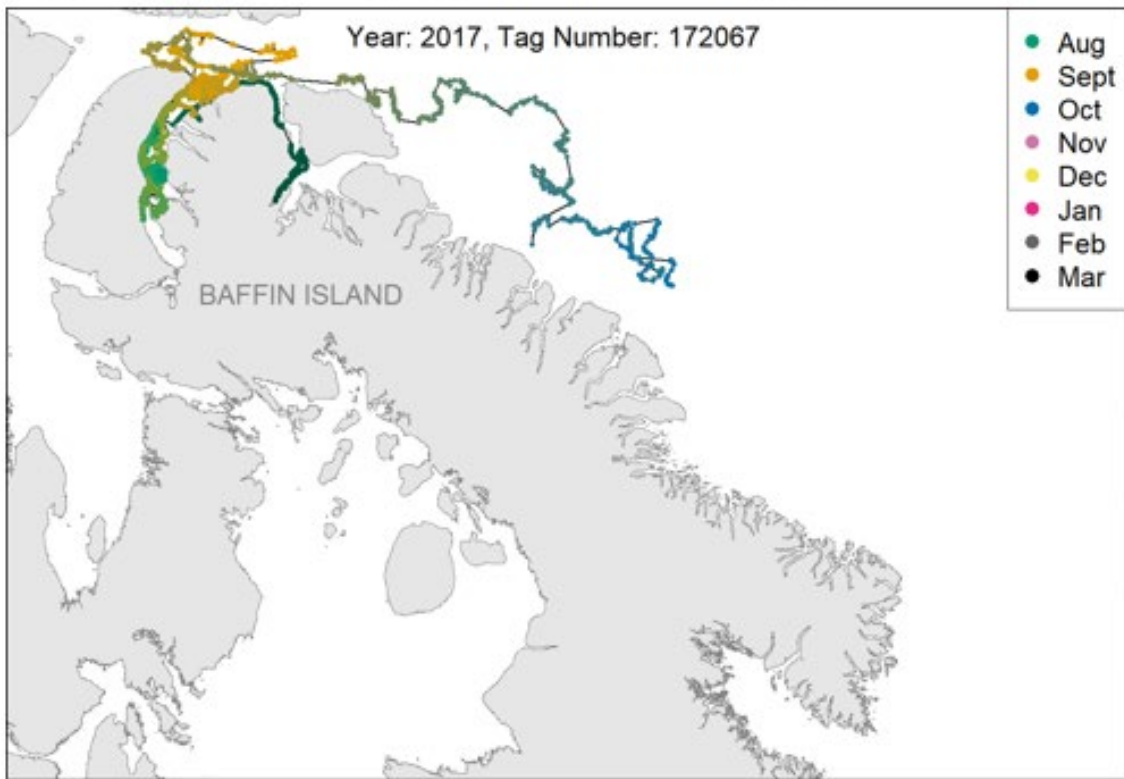 Year: 2017, Tag Number: 172067
Aug
Sept
Oct
Nov
Dec
Jan
Feb
Mar
BAFFIN ISLAND